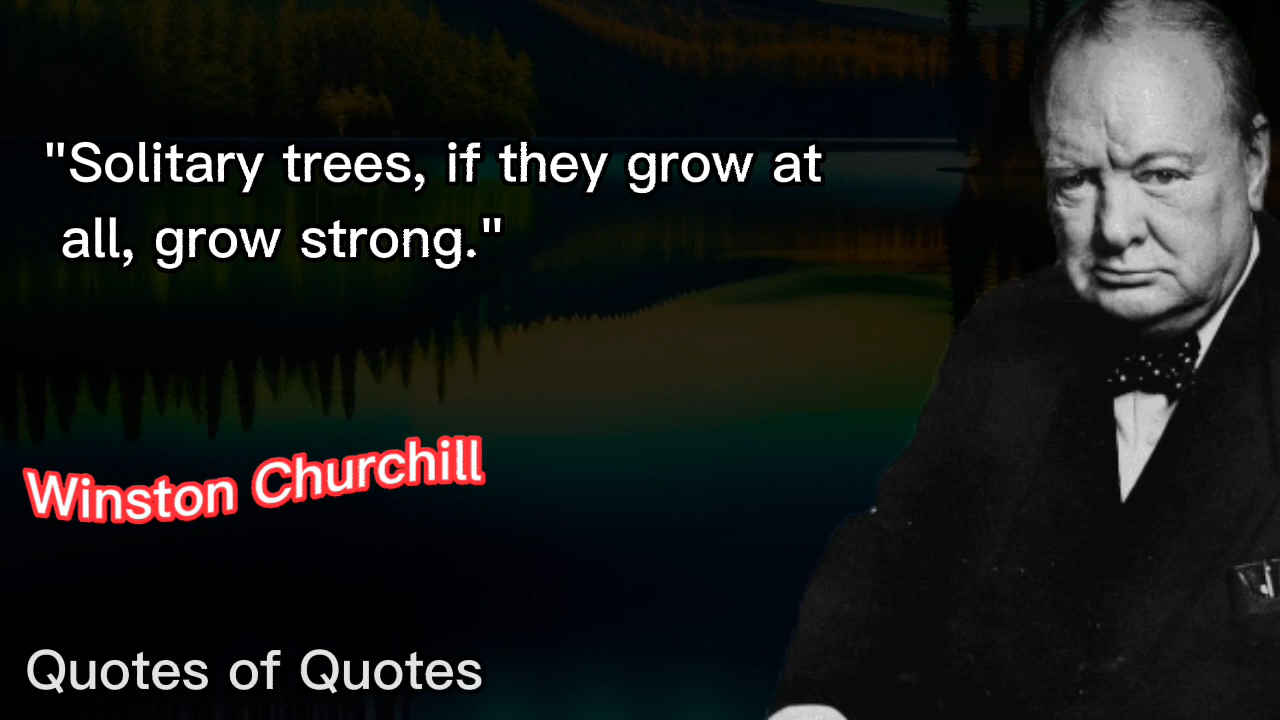 "Solitary trees, if they grow at
all, grow strong."
Winston Churchill
Quotes of Quotes